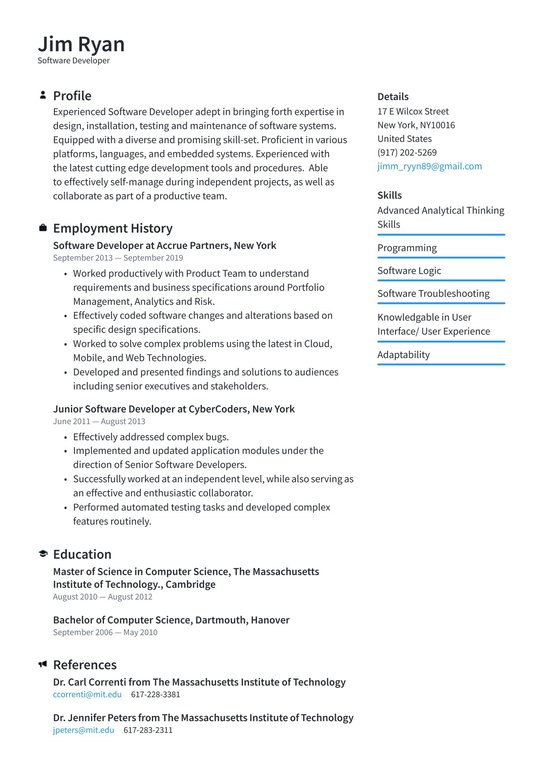 Jim Ryan
Software Developer
Profile
Experienced Software Developer adept in bringing forth expertise in
design, installation, testing and maintenance of software systems.
Equipped with a diverse and promising skill-set. Proficient in various
platforms, languages, and embedded systems. Experienced with
the latest cutting edge development tools and procedures.  Able
to effectively self-manage during independent projects, as well as
collaborate as part of a productive team.
Employment History
Software Developer at Accrue Partners, New York
September 2013 — September 2019
• Worked productively with Product Team to understand
requirements and business specifications around Portfolio
Management, Analytics and Risk.
• Effectively coded software changes and alterations based on
specific design specifications.
• Worked to solve complex problems using the latest in Cloud,
Mobile, and Web Technologies.
• Developed and presented findings and solutions to audiences
including senior executives and stakeholders.
Junior Software Developer at CyberCoders, New York
June 2011 — August 2013
• Effectively addressed complex bugs.
• Implemented and updated application modules under the
direction of Senior Software Developers.
• Successfully worked at an independent level, while also serving as
an effective and enthusiastic collaborator.
• Performed automated testing tasks and developed complex
features routinely.
Education
Master of Science in Computer Science, The Massachusetts
Institute of Technology., Cambridge
August 2010 — August 2012
Bachelor of Computer Science, Dartmouth, Hanover
September 2006 — May 2010
References
Dr. Carl Correnti from The Massachusetts Institute of Technology
ccorrenti@mit.edu 617-228-3381
Dr. Jennifer Peters from The Massachusetts Institute of Technology
jpeters@mit.edu 617-283-2311
Details
17 E Wilcox Street
New York, NY10016
United States
(917) 202-5269
jimm_ryyn89@gmail.com
Skills
Advanced Analytical Thinking
Skills
Programming
Software Logic
Software Troubleshooting
Knowledgable in User
Interface/ User Experience
Adaptability